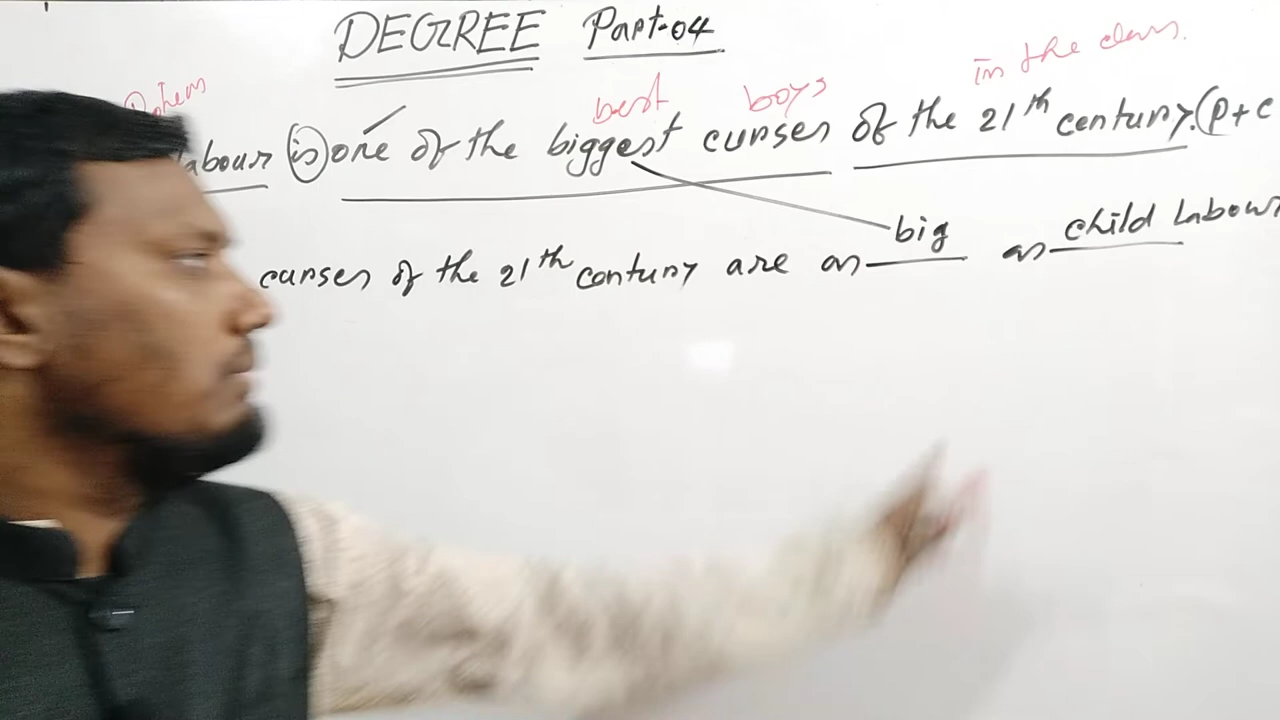 DEGREE Part-04
best boys in the class.
labour is one of the biggest curses of the 21th century. (P+C
curses of the 21th century are as big as child labour